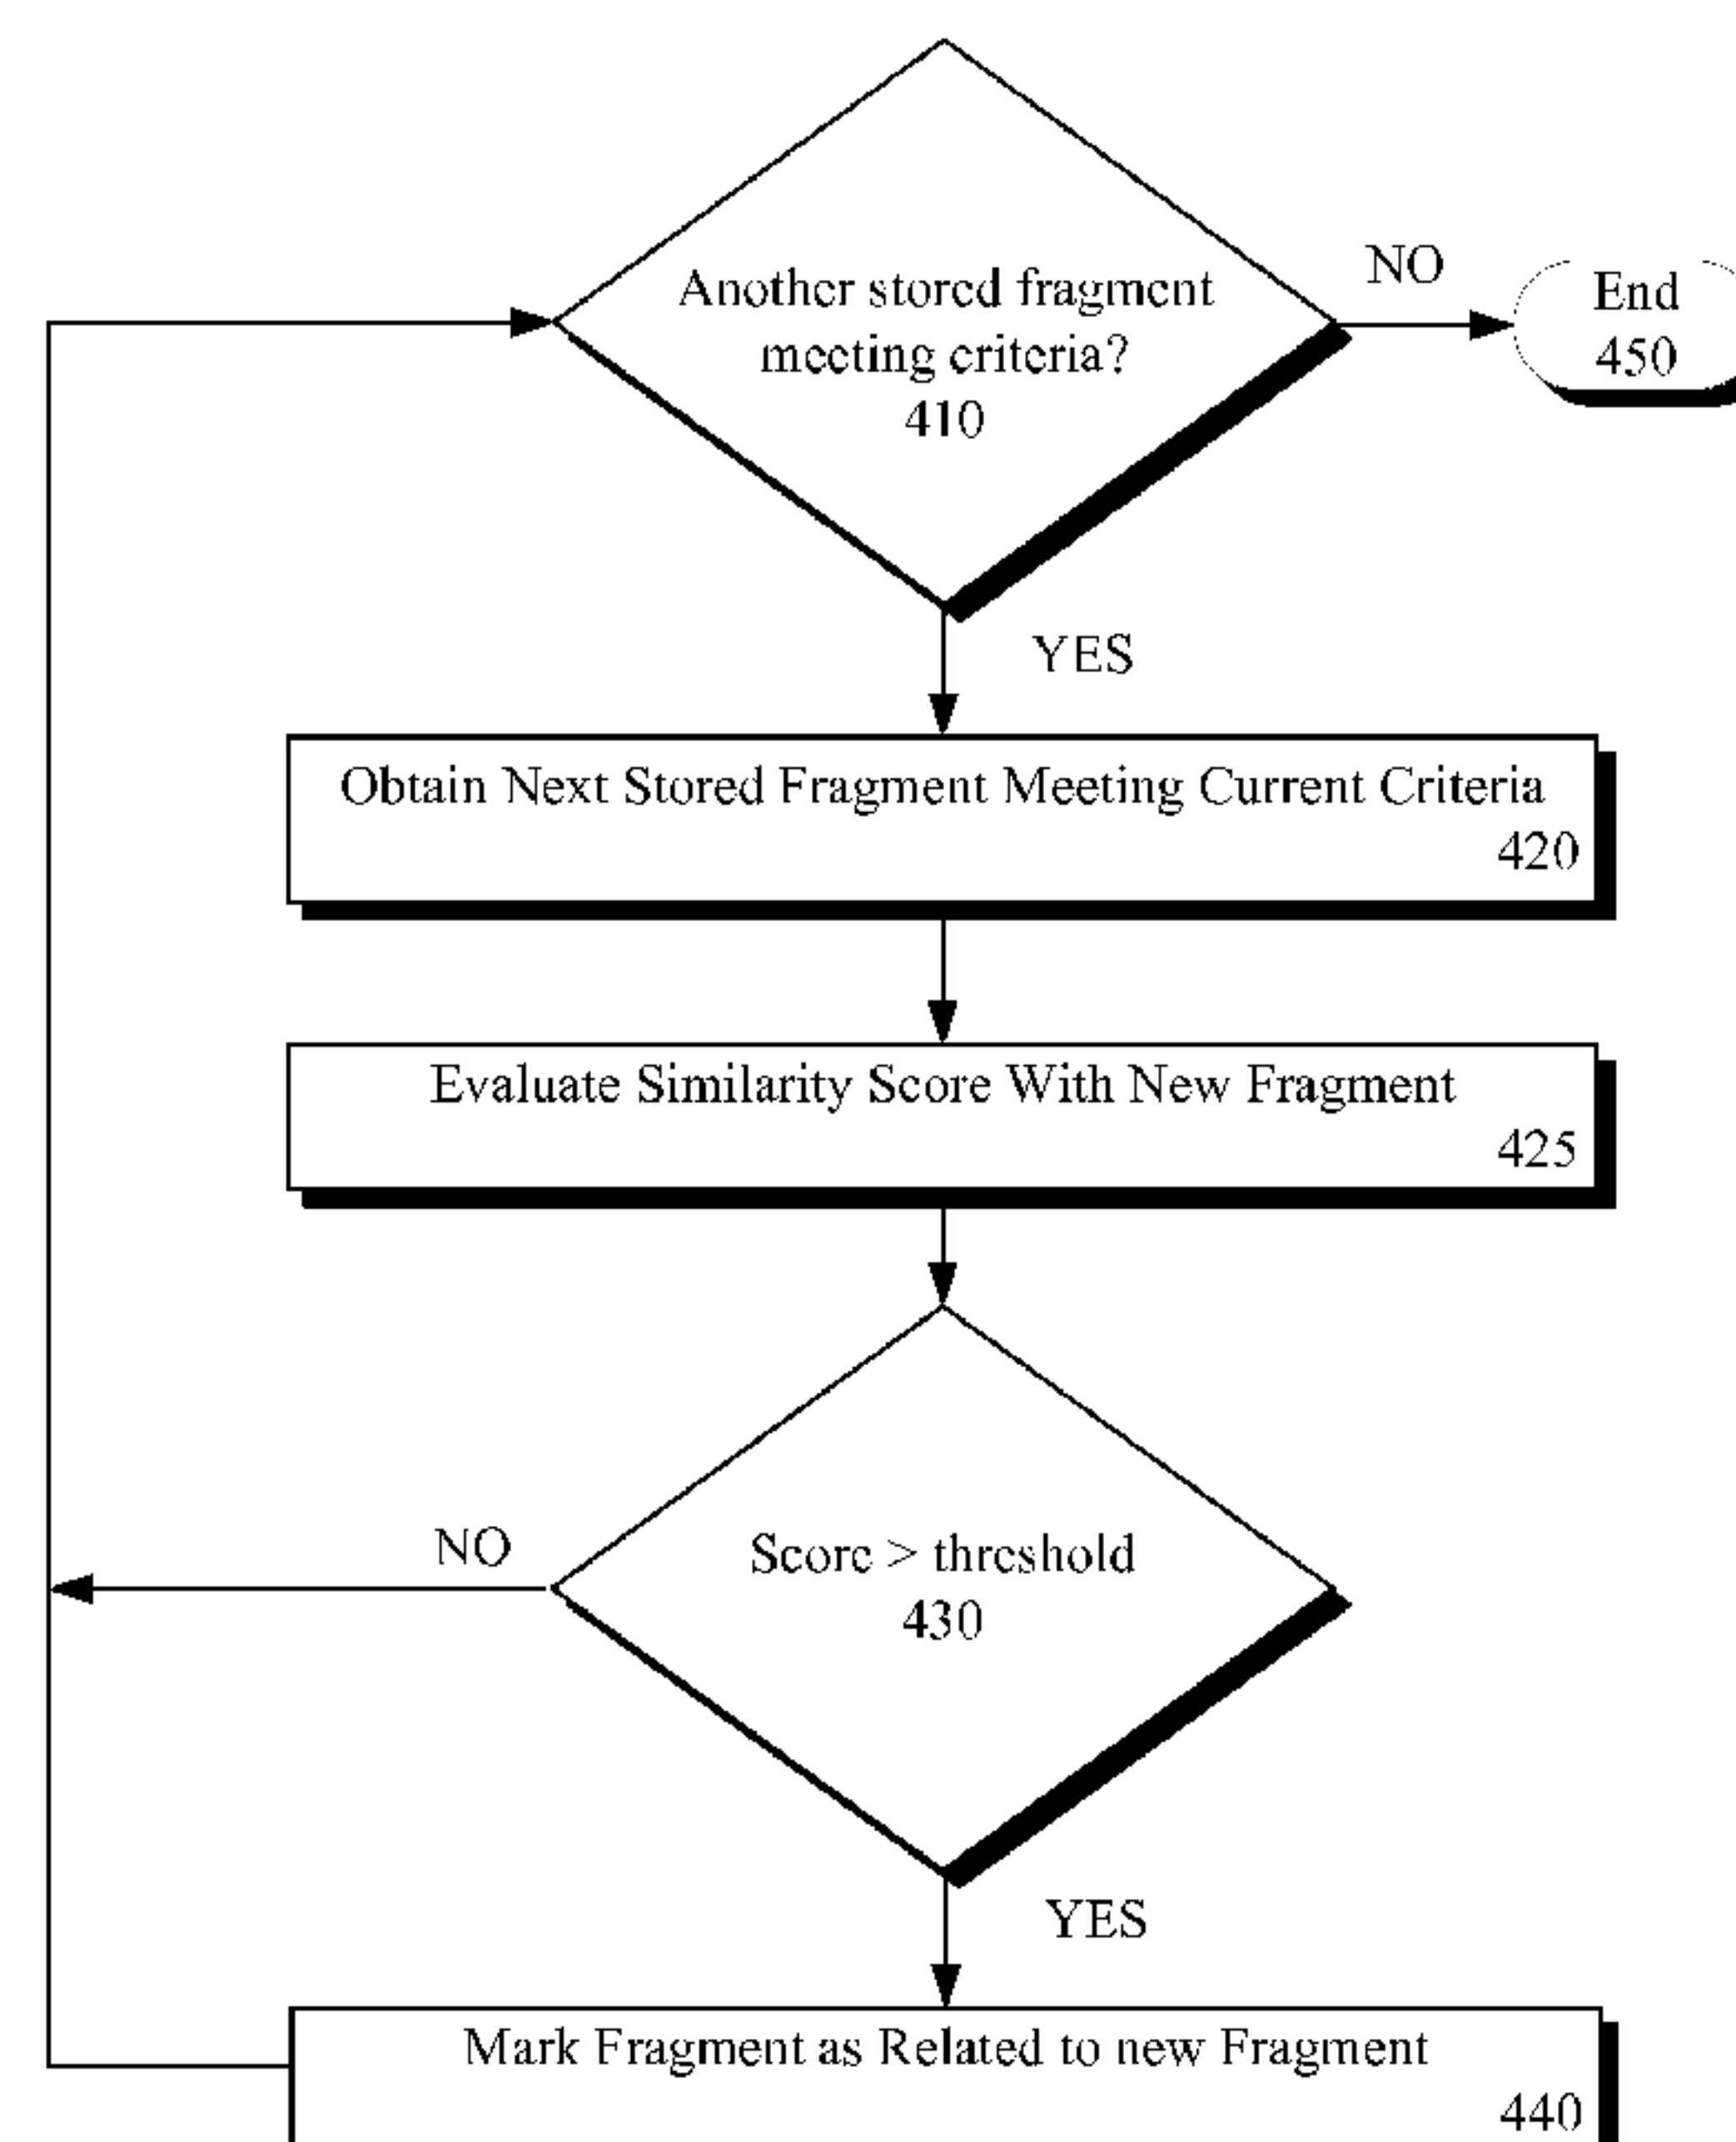 Another stored fragment
meeting criteria?
410
NO
End
450
YES
Obtain Next Stored Fragment Meeting Current Criteria
420
Evaluate Similarity Score With New Fragment
425
NO
Score > threshold
430
YES
Mark Fragment as Related to new Fragment
440